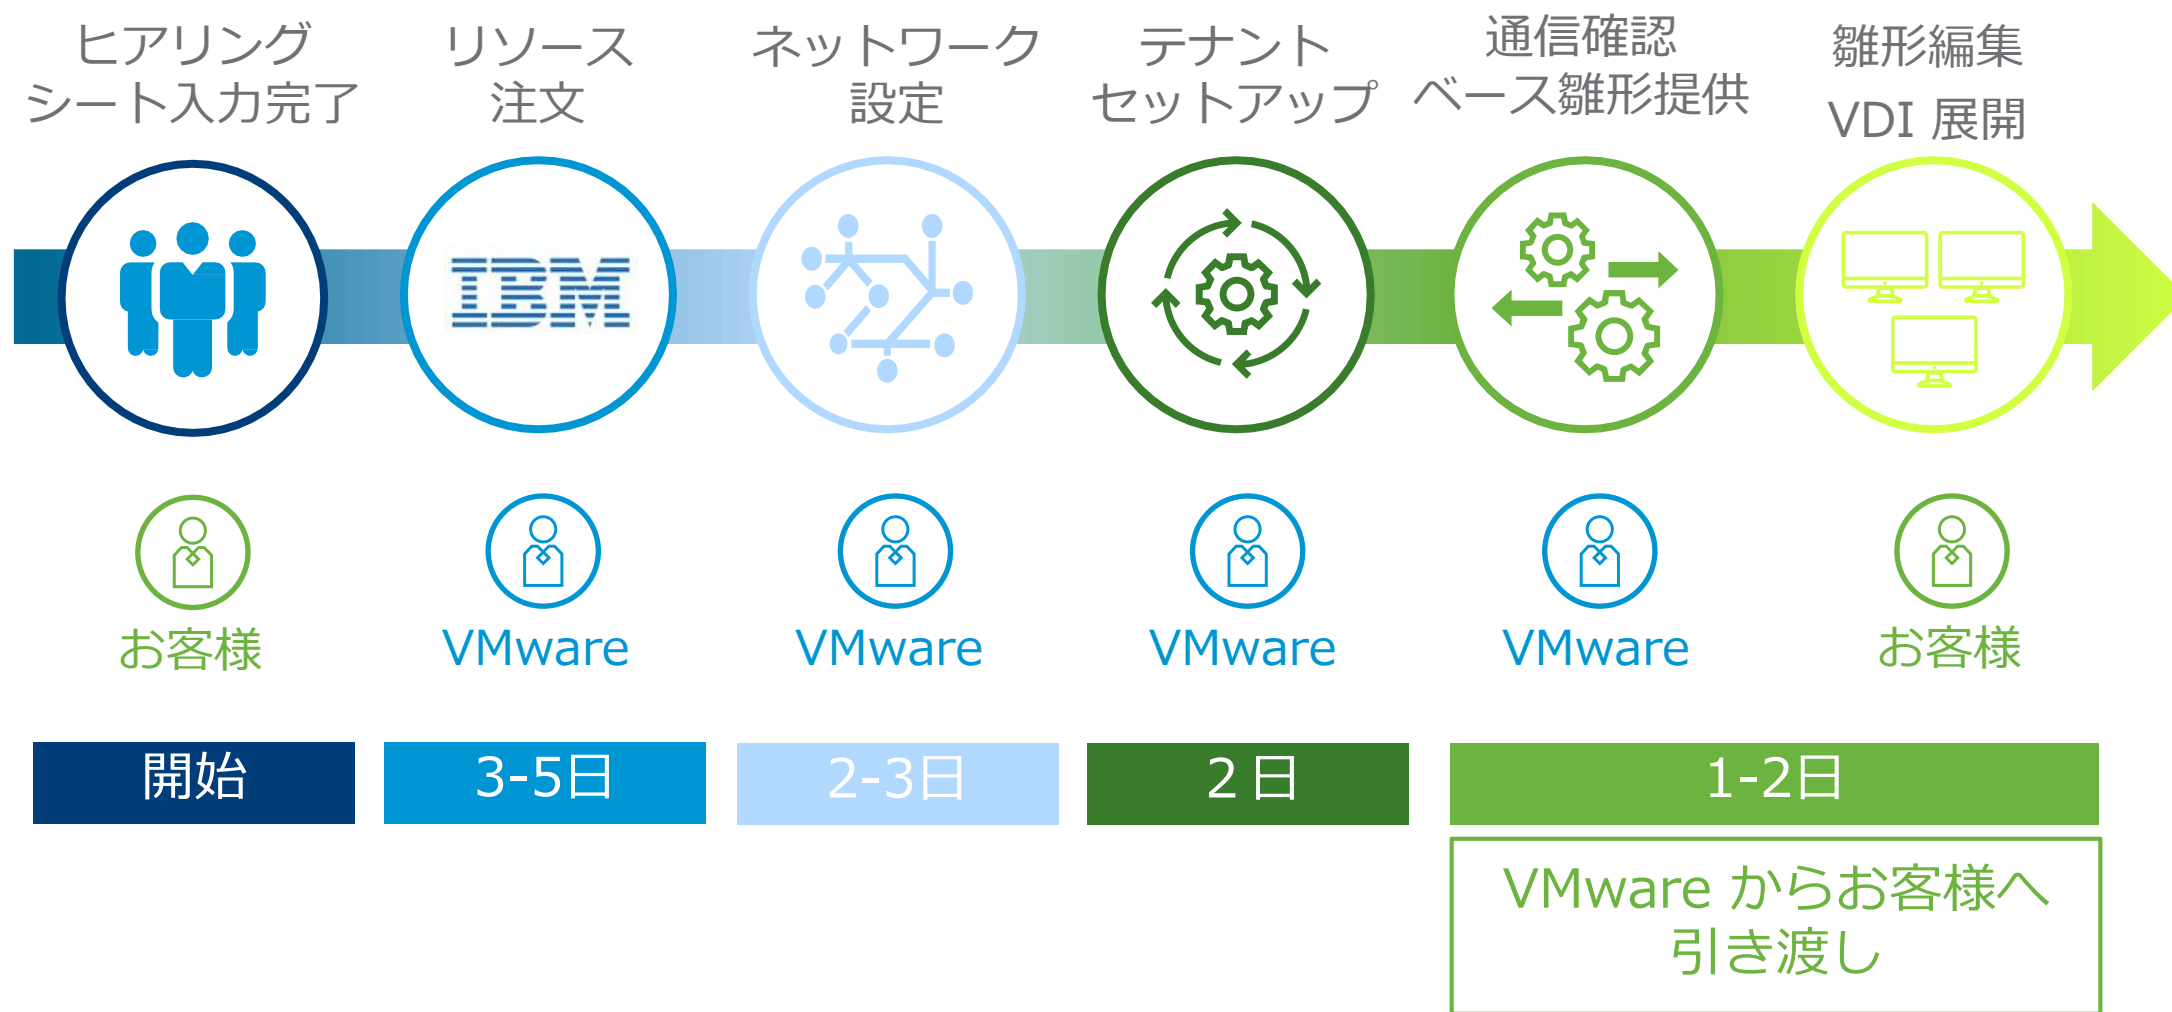 ヒアリング
シート入力完了
リソース
注文
ネットワーク
設定
テナント
セットアップ
通信確認
ベース雛形提供
雛形編集
VDI 展開
IBM
お客様
VMware
VMware
VMware
VMware
お客様
開始
3-5日
2-3日
2日
1-2日
VMware からお客様へ
引き渡し